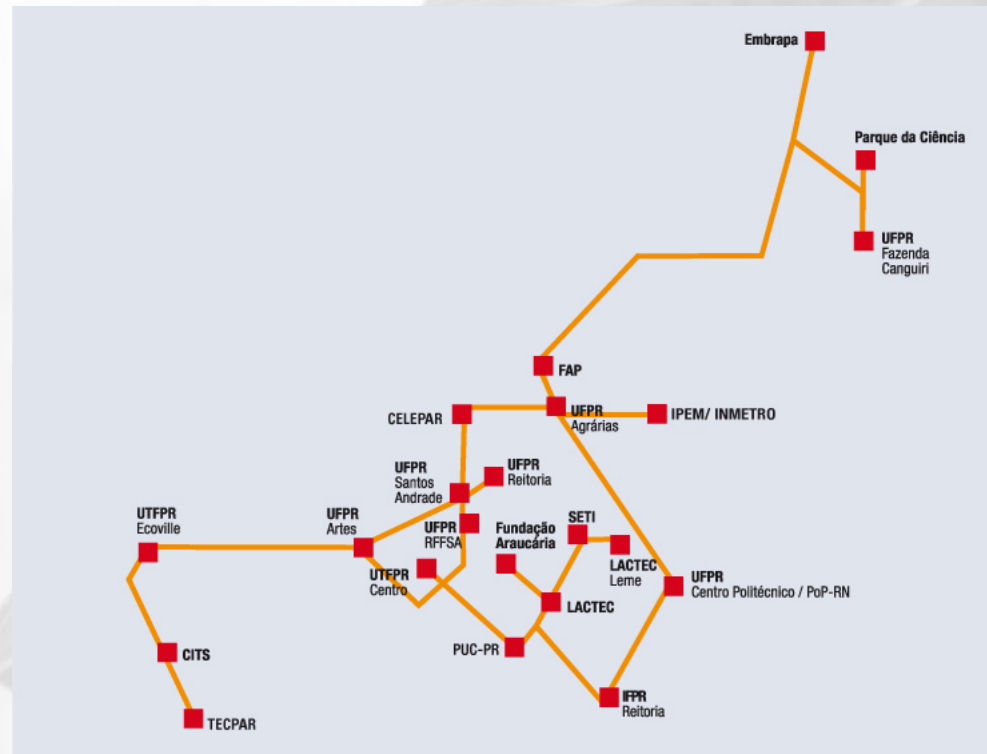 Embrapa
Parque da Ciência
UFPR
Fazenda
Canguiri
FAP
CELEPAR
UFPR
Agrárias
IPEM/ INMETRO
UFPR
Santos
Andrade
UFPR
Reitoria
UTFPR
Ecoville
UFPR
Artes
UFPR
RFFSA
Fundação
Araucária
SETI
LACTEC
Leme
UTFPR
Centro
UFPR
Centro Politécnico / PoP-RN
LACTEC
PUC-PR
CITS
IFPR
Reitoria
TECPAR